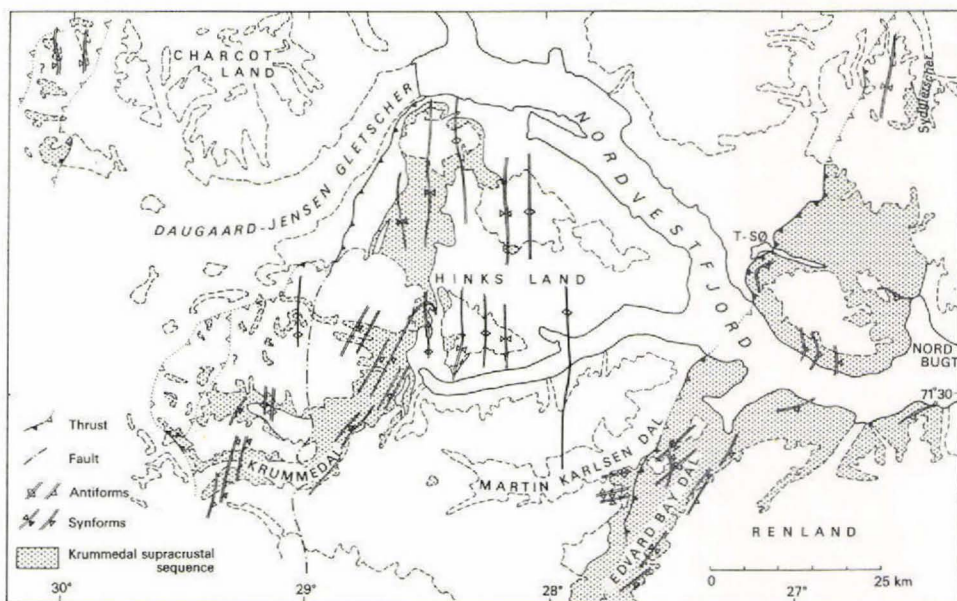 CHARCOT
LAND
DAUGAARD-JENSEN GLETSCHER
NORDVESTFJORD
Sydgletscher
T-SØ
HINKS LAND
NORD
BUGT
71°30
Thrust
Fault
Antiforms
Synforms
Krummedal supracrustal
sequence
KRUMMEDAL
MARTIN KARLSEN DAL
EDVARD BAY DAL
RENLAND
0 25 km
30° 29° 28° 27°